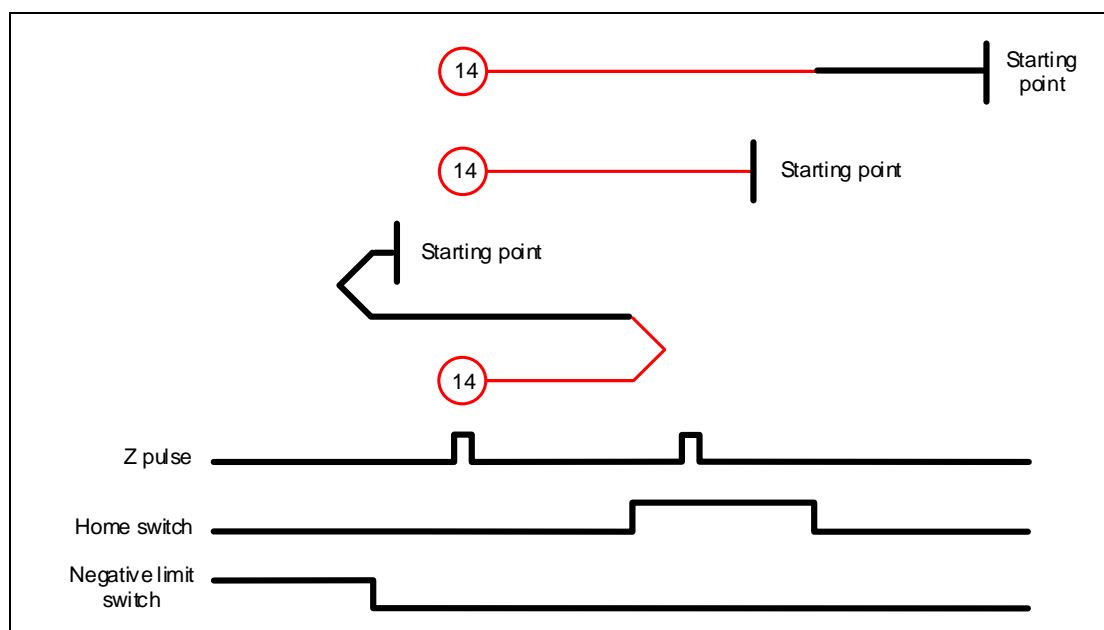 14
Starting
point
14
Starting point
Starting point
14
Z pulse
Home switch
Negative limit
switch